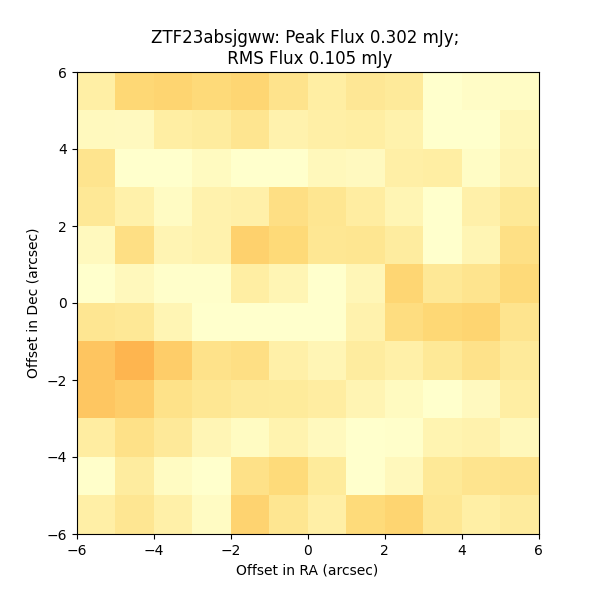 ZTF23absjgww: Peak Flux 0.302 mJy;
RMS Flux 0.105 mJy
6
4
2
0
−2
−4
−6
Offset in Dec (arcsec)
−6 −4 −2 0 2 4 6
Offset in RA (arcsec)